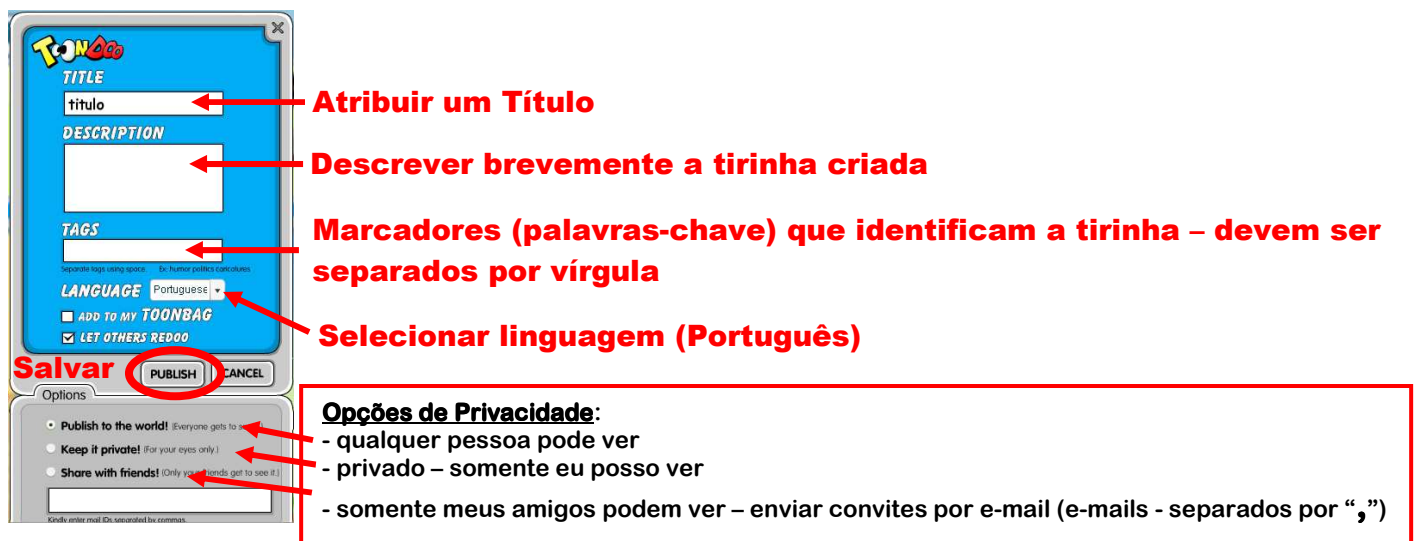 TOONDOO
TITLE
titulo
Atribuir um Título
DESCRIPTION
Descrever brevemente a tirinha criada
TAGS
Marcadores (palavras-chave) que identificam a tirinha – devem ser
separados por vírgula
Separate tags using space. Ex: humor politics caricatures
LANGUAGE Portuguese
Selecionar linguagem (Português)
ADD TO MY TOONBAG
LET OTHERS REDOO
Salvar PUBLISH CANCEL
Options
Publish to the world! (Everyone gets to
Keep it private! (For your eyes only.)
Share with friends! (Only your friends get to see it.)
Kindly enter mail IDs separated by commas.
Opções de Privacidade:
- qualquer pessoa pode ver
- privado – somente eu posso ver
- somente meus amigos podem ver – enviar convites por e-mail (e-mails - separados por “,”)